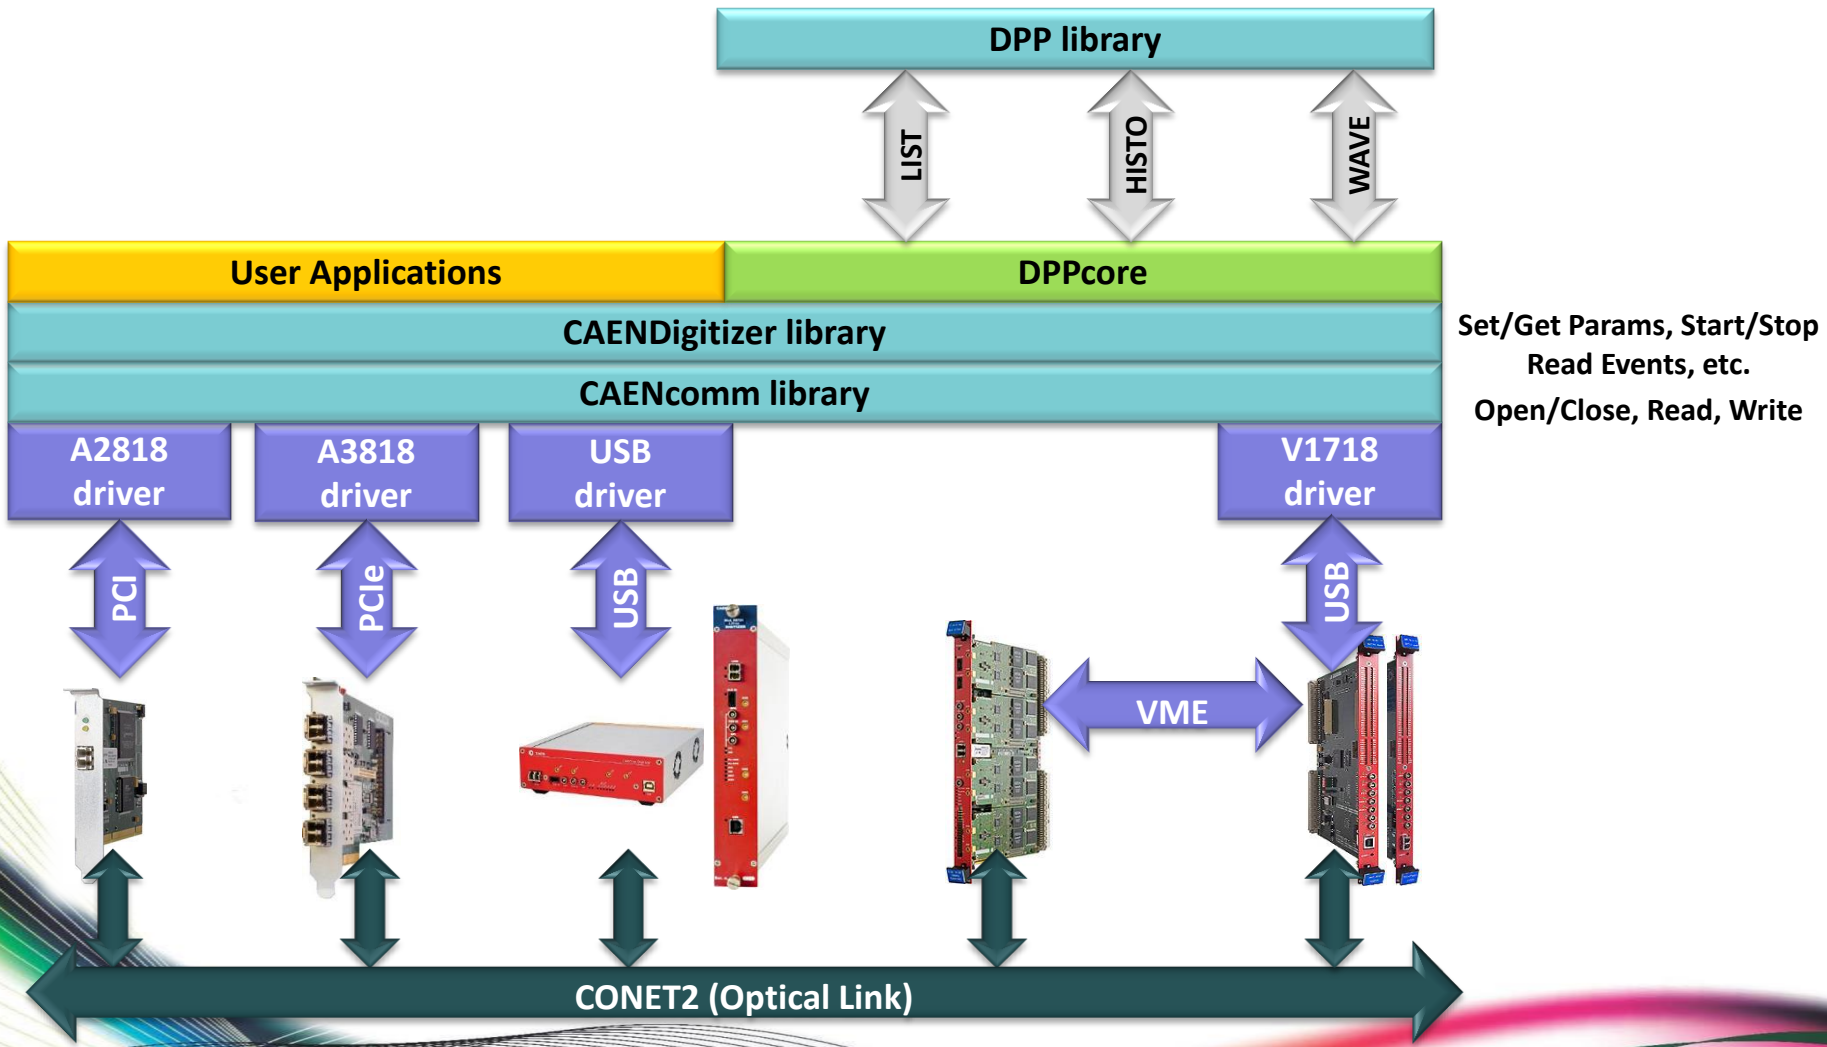 DPP library
LIST
HISTO
WAVE
User Applications
DPPcore
CAENDigitizer library
Set/Get Params, Start/Stop
Read Events, etc.
CAENcomm library
Open/Close, Read, Write
A2818
driver
A3818
driver
USB
driver
V1718
driver
PCI
PCIe
USB
USB
VME
CONET2 (Optical Link)